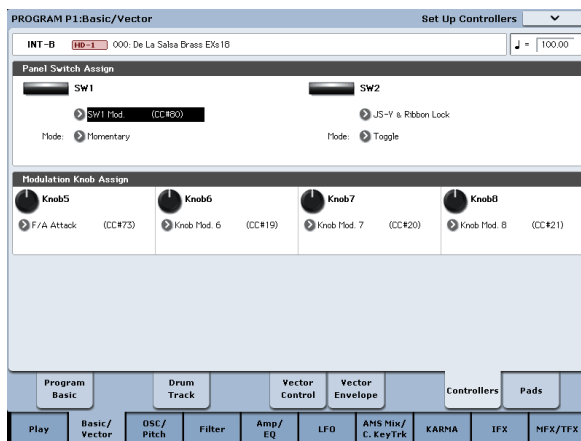 PROGRAM P1:Basic/Vector Set Up Controllers
INT-B HD-1 000: De La Salsa Brass EXs18 ♩ = 100.00
Panel Switch Assign
SW1 SW2
SW1 Mod. (CC#80) JS-Y & Ribbon Lock
Mode: Momentary Mode: Toggle
Modulation Knob Assign
Knob5 Knob6 Knob7 Knob8
F/A Attack (CC#73) Knob Mod. 6 (CC#19) Knob Mod. 7 (CC#20) Knob Mod. 8 (CC#21)
Program Basic Drum Track Vector Control Vector Envelope Controllers Pads
Play Basic/Vector OSC/Pitch Filter Amp/EQ LFO AMS Mix/C. KeyTrk KARMA IFX MFX/TFX